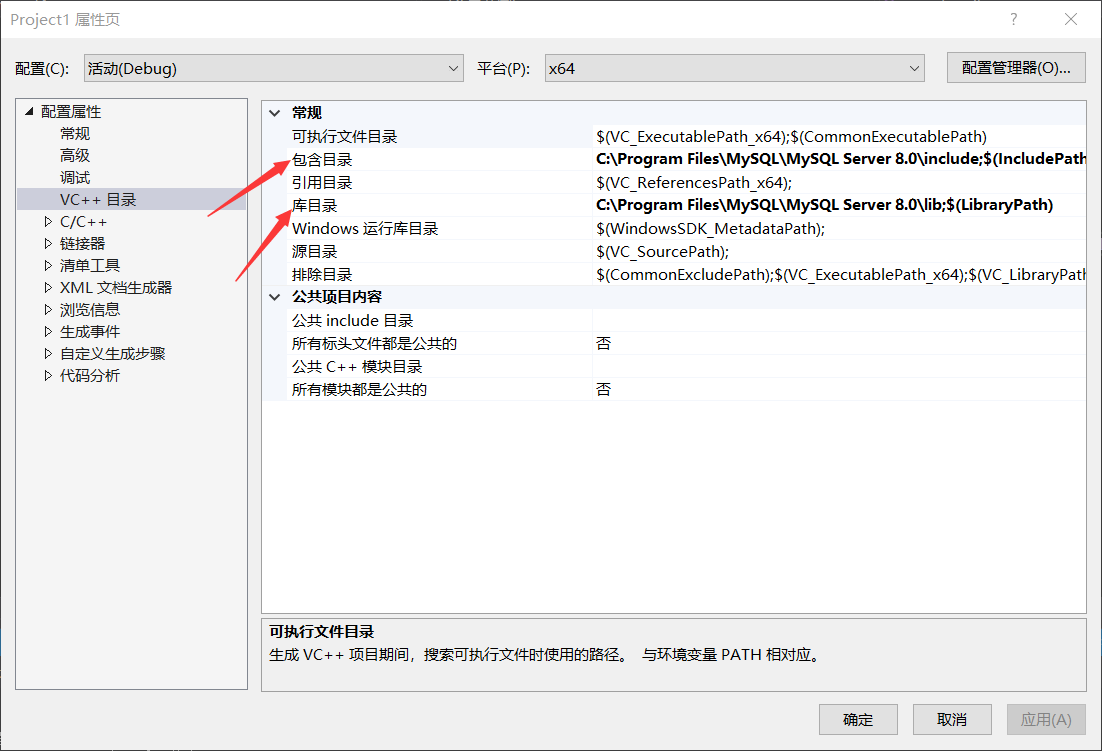 Project1 属性页
配置(C): 活动(Debug) 平台(P): x64 配置管理器(O)...
配置属性
常规
高级
调试
VC++ 目录
C/C++
链接器
清单工具
XML 文档生成器
浏览信息
生成事件
自定义生成步骤
代码分析
常规
可执行文件目录 $(VC_ExecutablePath_x64);$(CommonExecutablePath)
包含目录 C:\Program Files\MySQL\MySQL Server 8.0\include;$(IncludePath
引用目录 $(VC_ReferencesPath_x64);
库目录 C:\Program Files\MySQL\MySQL Server 8.0\lib;$(LibraryPath)
Windows 运行库目录 $(WindowsSDK_MetadataPath);
源目录 $(VC_SourcePath);
排除目录 $(CommonExcludePath);$(VC_ExecutablePath_x64);$(VC_LibraryPath
公共项目内容
公共 include 目录
所有标头文件都是公共的 否
公共 C++ 模块目录
所有模块都是公共的 否
可执行文件目录
生成 VC++ 项目期间，搜索可执行文件时使用的路径。 与环境变量 PATH 相对应。
确定 取消 应用(A)